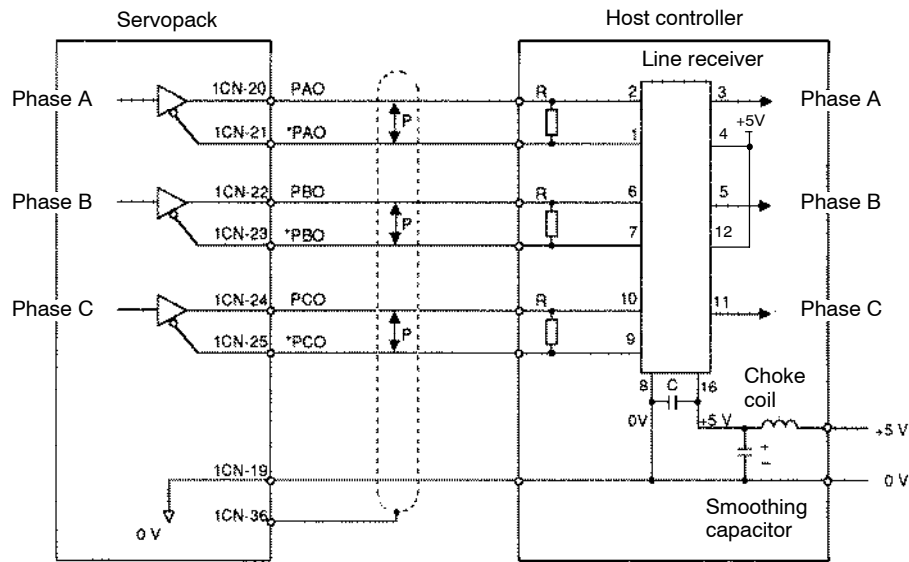 Servopack
Host controller
Line receiver
Phase A
1CN-20
PAO
P
1CN-21
*PAO
R
2
1
3
Phase A
+5V
4
Phase B
1CN-22
PBO
P
1CN-23
*PBO
R
6
7
5
Phase B
12
Phase C
1CN-24
PCO
P
1CN-25
*PCO
R
10
9
11
Phase C
8
C
16
Choke
coil
0V
+5 V
+5 V
+
–
1CN-19
0 V
0 V
1CN-36
Smoothing
capacitor